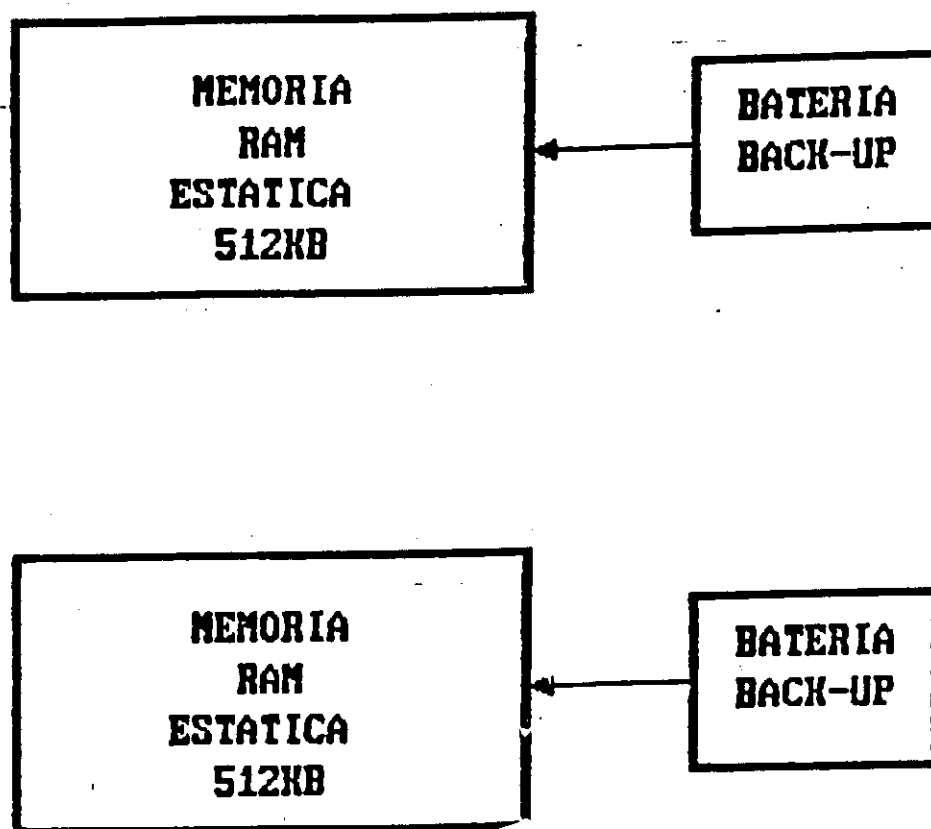 MEMORIA
RAM
ESTATICA
512KB
BATERIA
BACK-UP
MEMORIA
RAM
ESTATICA
512KB
BATERIA
BACK-UP